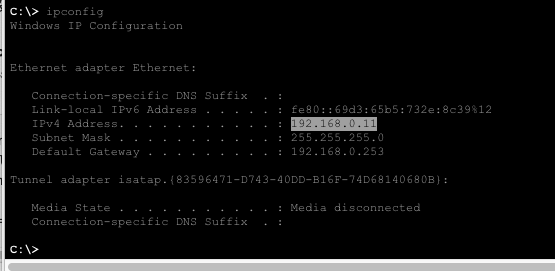 C:\> ipconfig
Windows IP Configuration
Ethernet adapter Ethernet:
Connection-specific DNS Suffix . :
Link-local IPv6 Address . . . . . : fe80::69d3:65b5:732e:8c39%12
IPv4 Address. . . . . . . . . . . : 192.168.0.11
Subnet Mask . . . . . . . . . . . : 255.255.255.0
Default Gateway . . . . . . . . . : 192.168.0.253
Tunnel adapter isatap.{83596471-D743-40DD-B16F-74D68140680B}:
Media State . . . . . . . . . . . : Media disconnected
Connection-specific DNS Suffix . :
C:\>